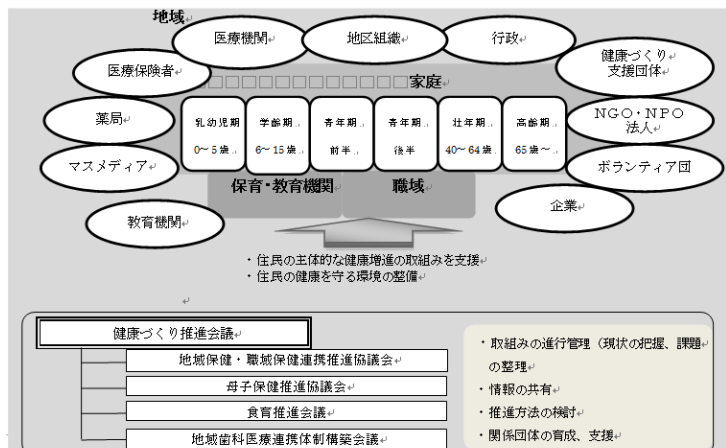 地域
医療機関
地区組織
行政
医療保険者
健康づくり
支援団体
□□□□□□□□□□□□□家庭
薬局
NGO・NPO
法人
乳幼児期
0～5歳
学齢期
6～15歳
青年期
前半
青年期
後半
壮年期
40～64歳
高齢期
65歳～
マスメディア
ボランティア団
保育・教育機関
職域
教育機関
企業
・住民の主体的な健康増進の取組みを支援
・住民の健康を守る環境の整備
健康づくり推進会議
地域保健・職域保健連携推進協議会
母子保健推進協議会
食育推進会議
地域歯科医療連携体制構築会議
・取組みの進行管理（現状の把握、課題
の整理
・情報の共有
・推進方法の検討
・関係団体の育成、支援